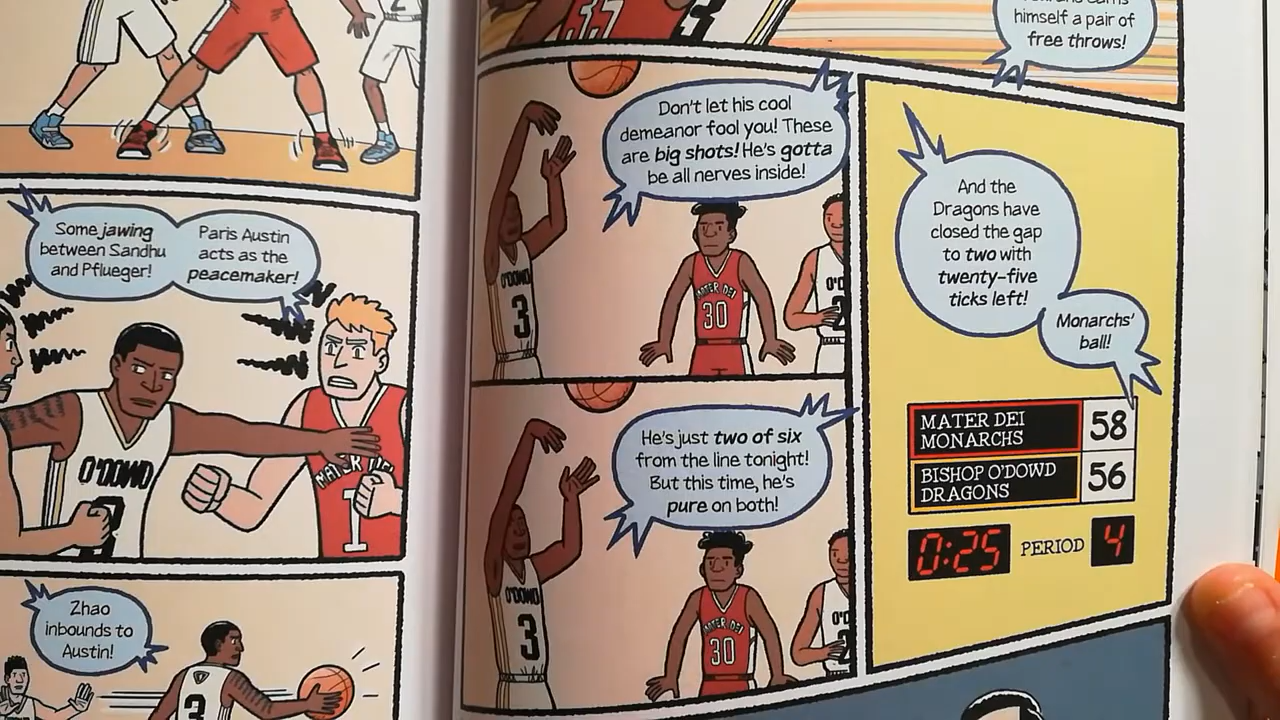 Some jawing
between Sandhu
and Pflueger!
Paris Austin
acts as the
peacemaker!
O'DOWD
MATER DEI
1
Zhao
inbounds to
Austin!
3
35
3
himself a pair of
free throws!
Don't let his cool
demeanor fool you! These
are big shots! He's gotta
be all nerves inside!
O'DOWD
3
MATER DEI
30
He's just two of six
from the line tonight!
But this time, he's
pure on both!
O'DOWD
3
MATER DEI
30
And the
Dragons have
closed the gap
to two with
twenty-five
ticks left!
Monarchs'
ball!
MATER DEI
MONARCHS
58
BISHOP O'DOWD
DRAGONS
56
0:25 PERIOD 4